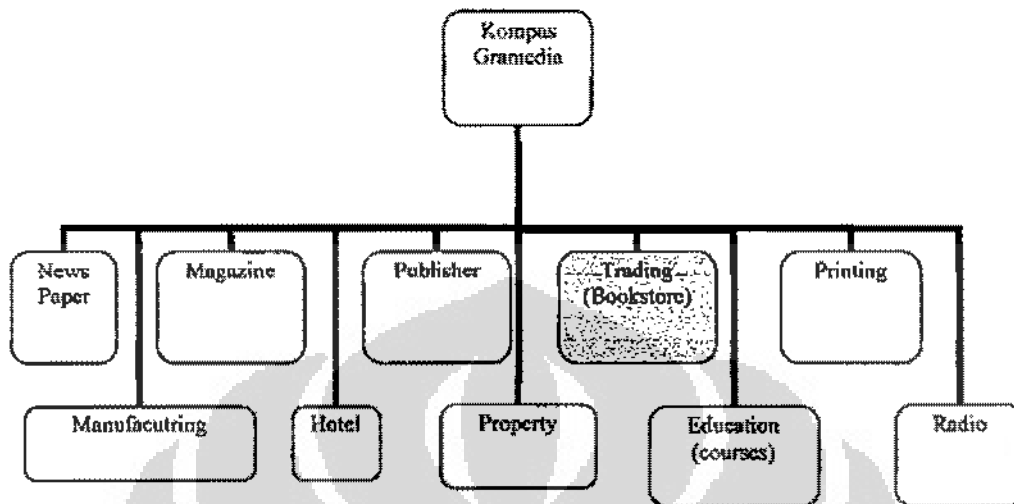 Kompas
Gramedia
News
Paper
Magazine
Publisher
Trading
(Bookstore)
Printing
Manufacutring
Hotel
Property
Education
(courses)
Radio